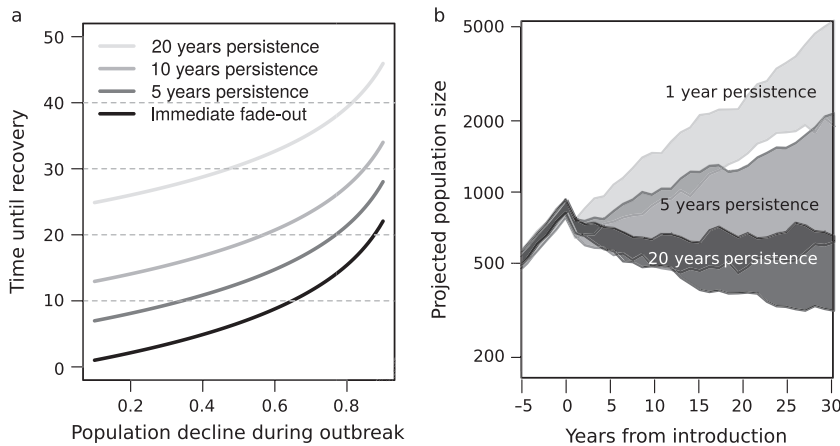 a
50
40
30
20
10
0
Time until recovery
20 years persistence
10 years persistence
5 years persistence
Immediate fade-out
0.2 0.4 0.6 0.8
Population decline during outbreak
b
5000
2000
1000
500
200
Projected population size
1 year persistence
5 years persistence
20 years persistence
−5 0 5 10 15 20 25 30
Years from introduction